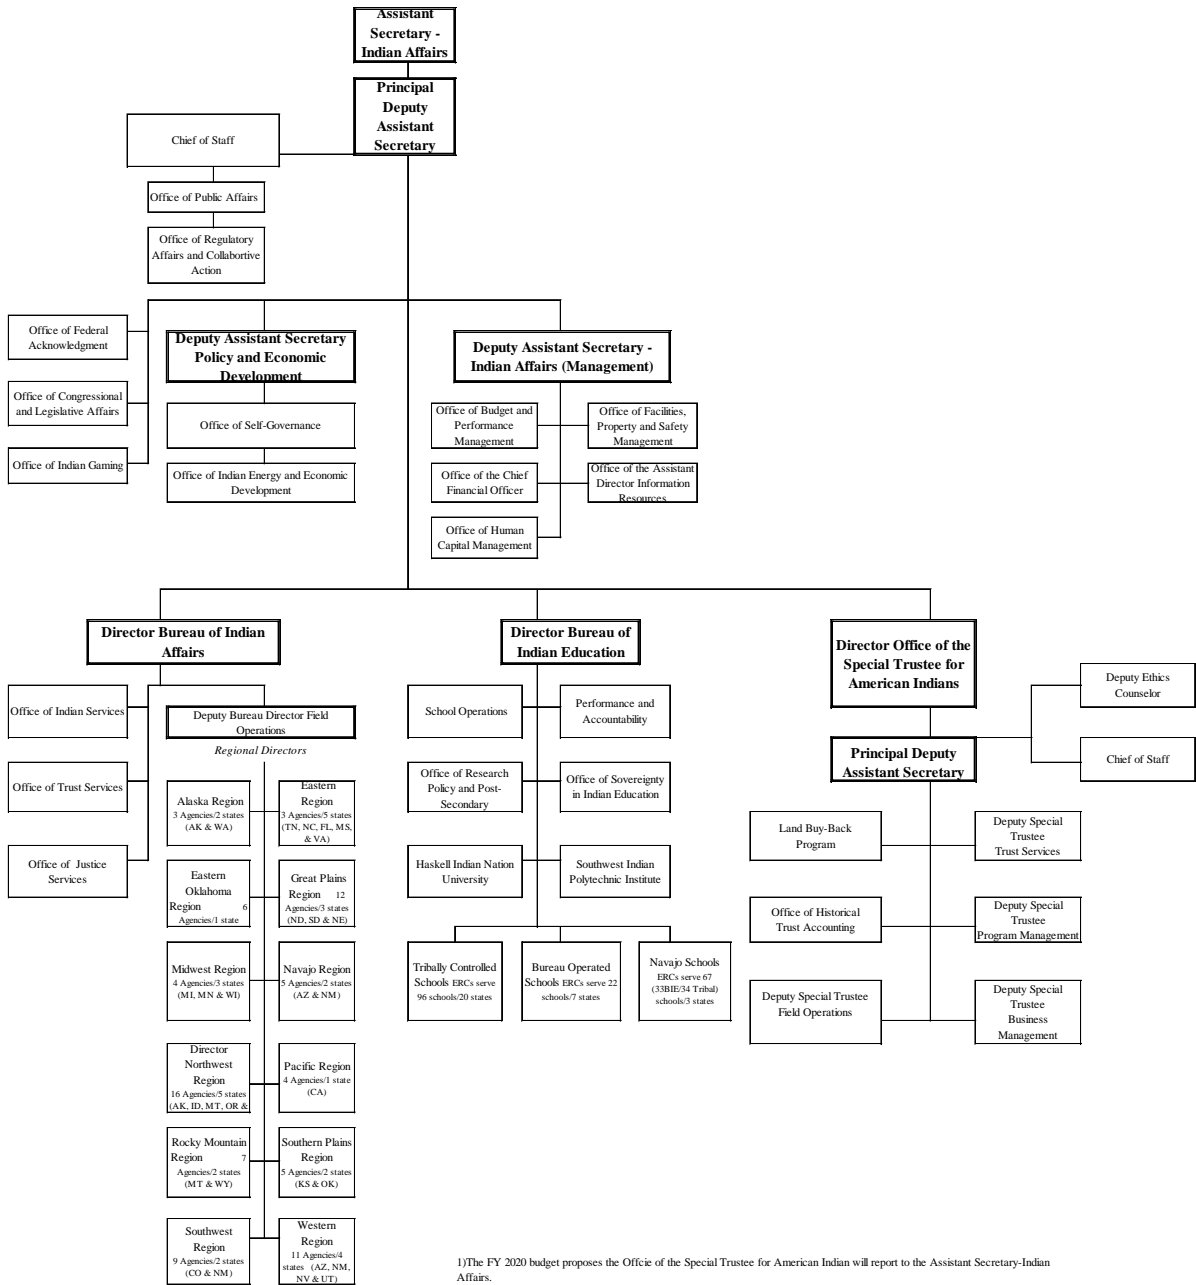 Assistant
Secretary -
Indian Affairs
Principal
Deputy
Assistant
Secretary
Chief of Staff
Office of Public Affairs
Office of Regulatory
Affairs and Collabortive
Action
Office of Federal
Acknowledgment
Office of Congressional
and Legislative Affairs
Office of Indian Gaming
Deputy Assistant Secretary
Policy and Economic
Development
Office of Self-Governance
Office of Indian Energy and Economic
Development
Deputy Assistant Secretary -
Indian Affairs (Management)
Office of Budget and
Performance
Management
Office of Facilities,
Property and Safety
Management
Office of the Chief
Financial Officer
Office of the Assistant
Director Information
Resources
Office of Human
Capital Management
Director Bureau of Indian
Affairs
Office of Indian Services
Office of Trust Services
Office of Justice
Services
Deputy Bureau Director Field
Operations
Regional Directors
Alaska Region
3 Agencies/2 states
(AK & WA)
Eastern
Region
3 Agencies/5 states
(TN, NC, FL, MS,
& VA)
Eastern
Oklahoma
Region 6
Agencies/1 state
Great Plains
Region 12
Agencies/3 states
(ND, SD & NE)
Midwest Region
4 Agencies/3 states
(MI, MN & WI)
Navajo Region
5 Agencies/2 states
(AZ & NM)
Director
Northwest
Region
16 Agencies/5 states
(AK, ID, MT, OR &
Pacific Region
4 Agencies/1 state
(CA)
Rocky Mountain
Region 7
Agencies/2 states
(MT & WY)
Southern Plains
Region
5 Agencies/2 states
(KS & OK)
Southwest
Region
9 Agencies/2 states
(CO & NM)
Western
Region
11 Agencies/4
states (AZ, NM,
NV & UT)
Director Bureau of
Indian Education
School Operations
Performance and
Accountability
Office of Research
Policy and Post-
Secondary
Office of Sovereignty
in Indian Education
Haskell Indian Nation
University
Southwest Indian
Polytechnic Institute
Tribally Controlled
Schools ERCs serve
96 schools/20 states
Bureau Operated
Schools ERCs serve 22
schools/7 states
Navajo Schools
ERCs serve 67
(33BIE/34 Tribal)
schools/3 states
Director Office of the
Special Trustee for
American Indians
Deputy Ethics
Counselor
Principal Deputy
Assistant Secretary
Chief of Staff
Land Buy-Back
Program
Deputy Special
Trustee
Trust Services
Office of Historical
Trust Accounting
Deputy Special
Trustee
Program Management
Deputy Special Trustee
Field Operations
Deputy Special
Trustee
Business
Management
1)The FY 2020 budget proposes the Offcie of the Special Trustee for American Indian will report to the Assistant Secretary-Indian
Affairs.